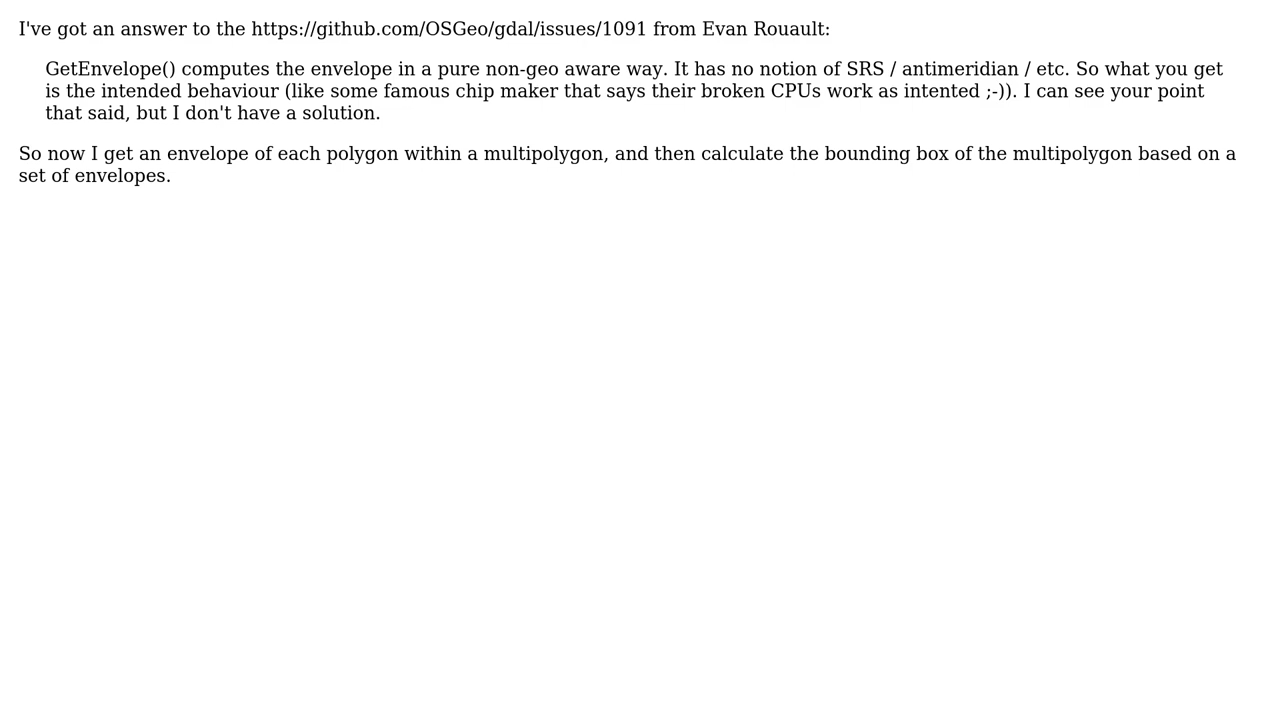 I've got an answer to the https://github.com/OSGeo/gdal/issues/1091 from Evan Rouault:
GetEnvelope() computes the envelope in a pure non-geo aware way. It has no notion of SRS / antimeridian / etc. So what you get
is the intended behaviour (like some famous chip maker that says their broken CPUs work as intented ;-)). I can see your point
that said, but I don't have a solution.
So now I get an envelope of each polygon within a multipolygon, and then calculate the bounding box of the multipolygon based on a
set of envelopes.